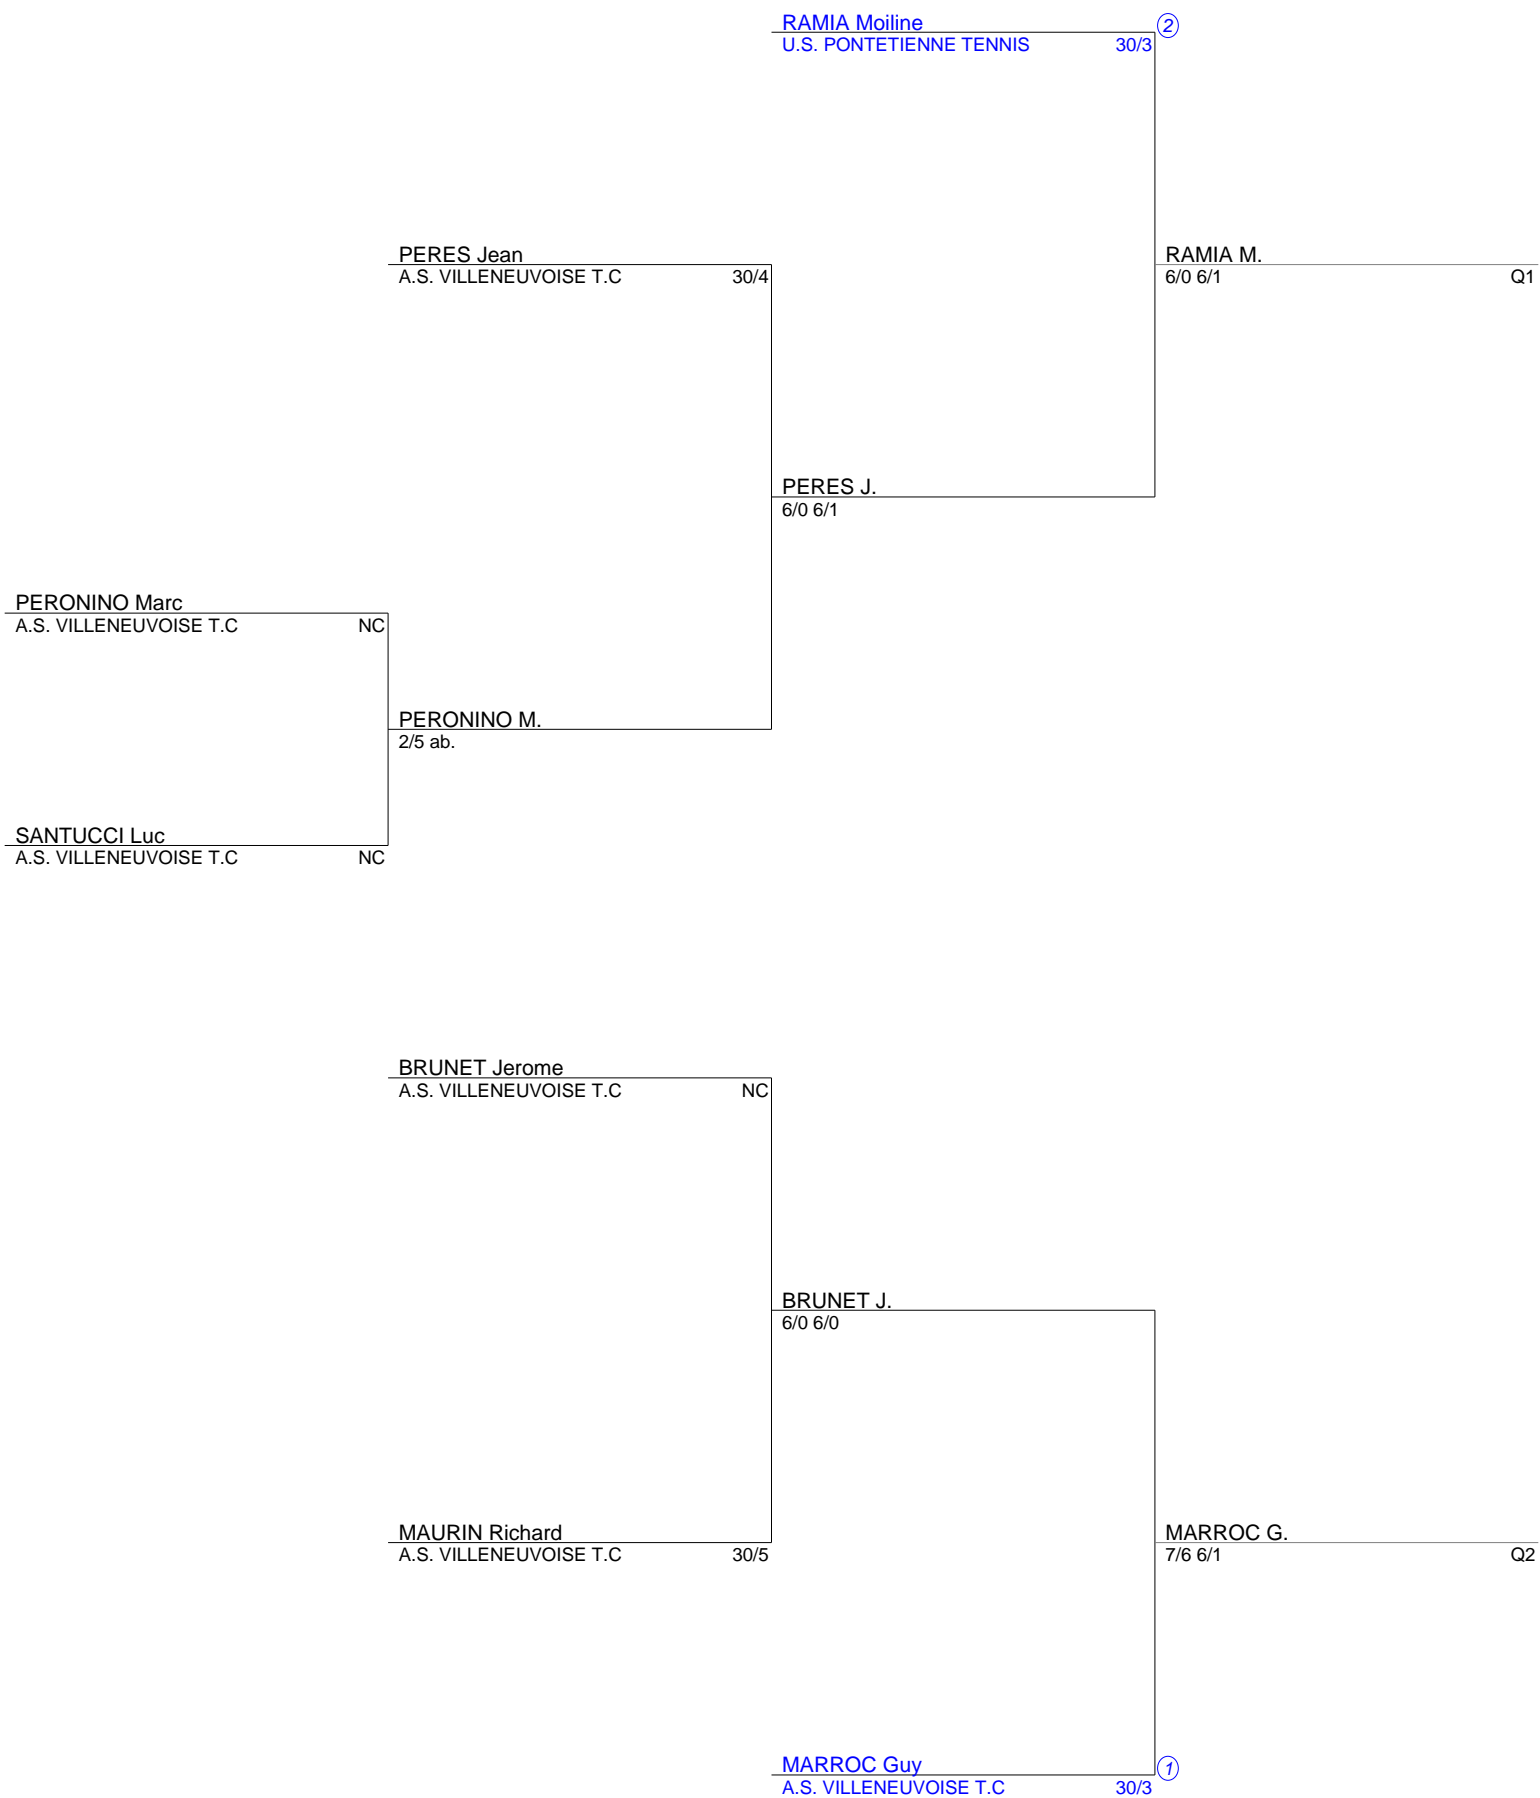 RAMIA Moiline 2
U.S. PONTETIENNE TENNIS 30/3
PERES Jean
A.S. VILLENEUVOISE T.C 30/4
RAMIA M.
6/0 6/1 Q1
PERES J.
6/0 6/1
PERONINO Marc
A.S. VILLENEUVOISE T.C NC
PERONINO M.
2/5 ab.
SANTUCCI Luc
A.S. VILLENEUVOISE T.C NC
BRUNET Jerome
A.S. VILLENEUVOISE T.C NC
BRUNET J.
6/0 6/0
MAURIN Richard
A.S. VILLENEUVOISE T.C 30/5
MARROC G.
7/6 6/1 Q2
MARROC Guy 1
A.S. VILLENEUVOISE T.C 30/3